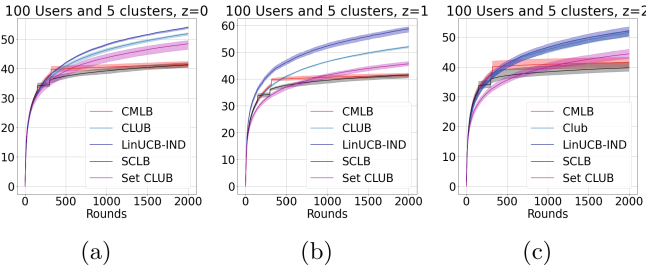 100 Users and 5 clusters, z=0
50
40
30
20
10
0
0
500
1000
1500
2000
Rounds
CMLB
CLUB
LinUCB-IND
SCLB
Set CLUB
(a)
100 Users and 5 clusters, z=1
60
50
40
30
20
10
0
0
500
1000
1500
2000
Rounds
CMLB
CLUB
LinUCB-IND
SCLB
Set CLUB
(b)
100 Users and 5 clusters, z=2
50
40
30
20
10
0
0
500
1000
1500
2000
Rounds
CMLB
Club
LinUCB-IND
SCLB
Set CLUB
(c)